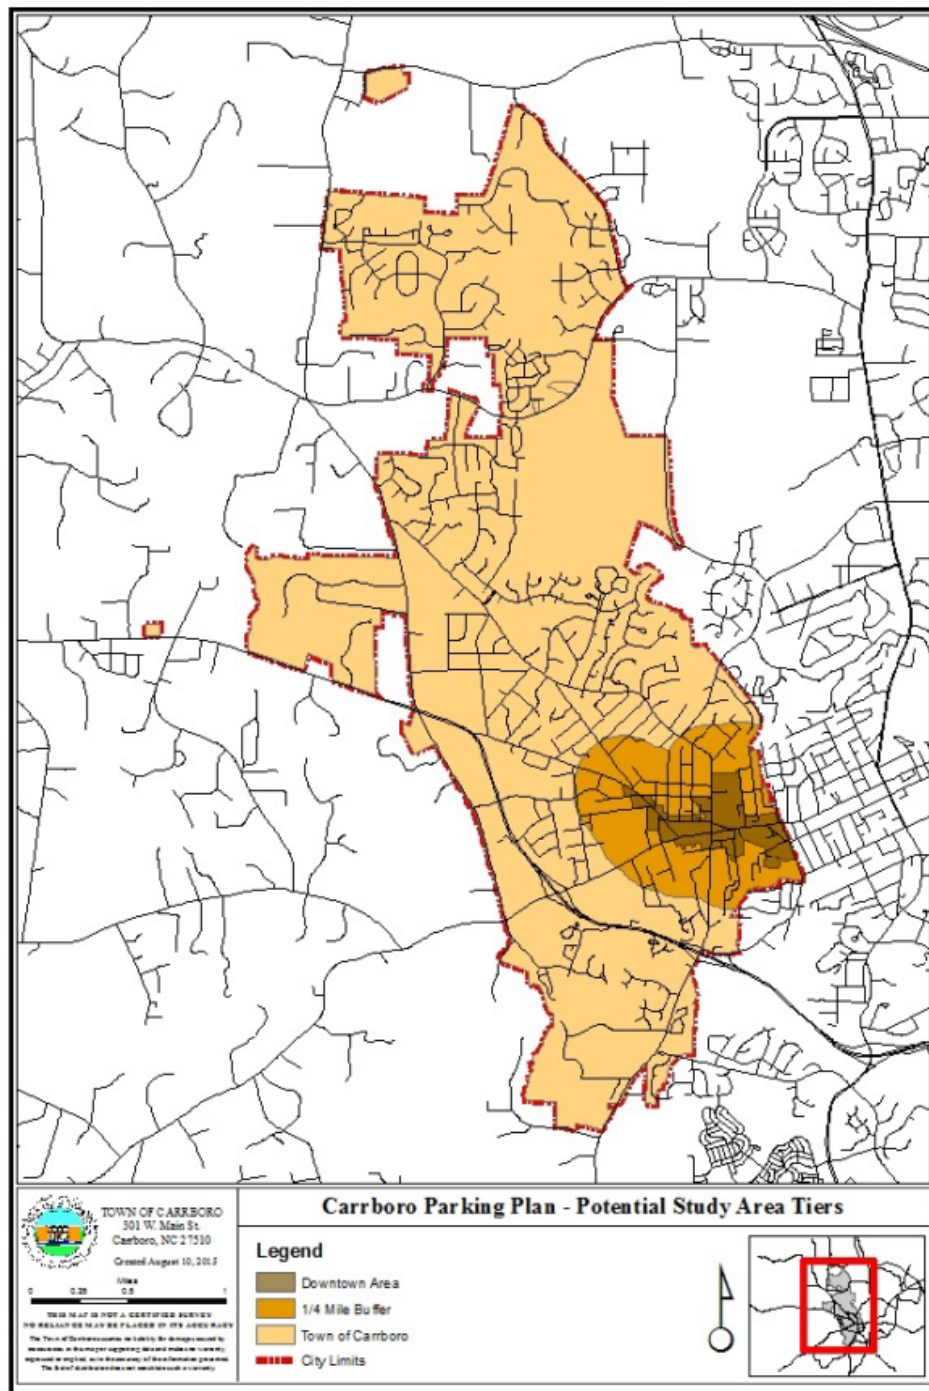 TOWN OF CARRBORO
301 W. Main St.
Carrboro, NC 27510
Created August 10, 2015
Miles
0 0.25 0.5 1
THIS MAP IS NOT A CERTIFIED SURVEY
NO RELIANCE MAY BE PLACED IN ITS ACCURACY
Carrboro Parking Plan - Potential Study Area Tiers
Legend
Downtown Area
1/4 Mile Buffer
Town of Carrboro
City Limits